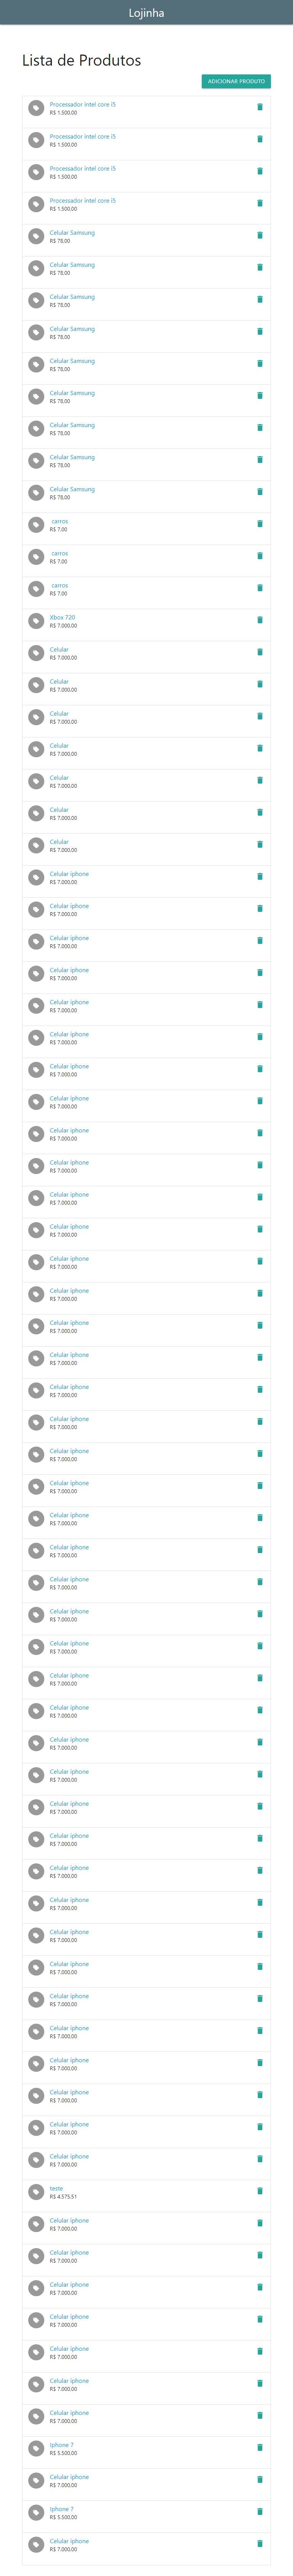 Lojinha
Lista de Produtos
ADICIONAR PRODUTO
Processador intel core i5
R$ 1.500,00
Processador intel core i5
R$ 1.500,00
Processador intel core i5
R$ 1.500,00
Processador intel core i5
R$ 1.500,00
Celular Samsung
R$ 78,00
Celular Samsung
R$ 78,00
Celular Samsung
R$ 78,00
Celular Samsung
R$ 78,00
Celular Samsung
R$ 78,00
Celular Samsung
R$ 78,00
Celular Samsung
R$ 78,00
Celular Samsung
R$ 78,00
Celular Samsung
R$ 78,00
carros
R$ 7,00
carros
R$ 7,00
carros
R$ 7,00
Xbox 720
R$ 7.000,00
Celular
R$ 7.000,00
Celular
R$ 7.000,00
Celular
R$ 7.000,00
Celular
R$ 7.000,00
Celular
R$ 7.000,00
Celular
R$ 7.000,00
Celular
R$ 7.000,00
Celular iphone
R$ 7.000,00
Celular iphone
R$ 7.000,00
Celular iphone
R$ 7.000,00
Celular iphone
R$ 7.000,00
Celular iphone
R$ 7.000,00
Celular iphone
R$ 7.000,00
Celular iphone
R$ 7.000,00
Celular iphone
R$ 7.000,00
Celular iphone
R$ 7.000,00
Celular iphone
R$ 7.000,00
Celular iphone
R$ 7.000,00
Celular iphone
R$ 7.000,00
Celular iphone
R$ 7.000,00
Celular iphone
R$ 7.000,00
Celular iphone
R$ 7.000,00
Celular iphone
R$ 7.000,00
Celular iphone
R$ 7.000,00
Celular iphone
R$ 7.000,00
Celular iphone
R$ 7.000,00
Celular iphone
R$ 7.000,00
Celular iphone
R$ 7.000,00
Celular iphone
R$ 7.000,00
Celular iphone
R$ 7.000,00
Celular iphone
R$ 7.000,00
Celular iphone
R$ 7.000,00
Celular iphone
R$ 7.000,00
Celular iphone
R$ 7.000,00
Celular iphone
R$ 7.000,00
Celular iphone
R$ 7.000,00
Celular iphone
R$ 7.000,00
Celular iphone
R$ 7.000,00
Celular iphone
R$ 7.000,00
Celular iphone
R$ 7.000,00
Celular iphone
R$ 7.000,00
Celular iphone
R$ 7.000,00
Celular iphone
R$ 7.000,00
Celular iphone
R$ 7.000,00
Celular iphone
R$ 7.000,00
Celular iphone
R$ 7.000,00
Celular iphone
R$ 7.000,00
Celular iphone
R$ 7.000,00
teste
R$ 4.575,51
Celular iphone
R$ 7.000,00
Celular iphone
R$ 7.000,00
Celular iphone
R$ 7.000,00
Celular iphone
R$ 7.000,00
Celular iphone
R$ 7.000,00
Celular iphone
R$ 7.000,00
Celular iphone
R$ 7.000,00
Iphone 7
R$ 5.500,00
Celular iphone
R$ 7.000,00
Iphone 7
R$ 5.500,00
Celular iphone
R$ 7.000,00